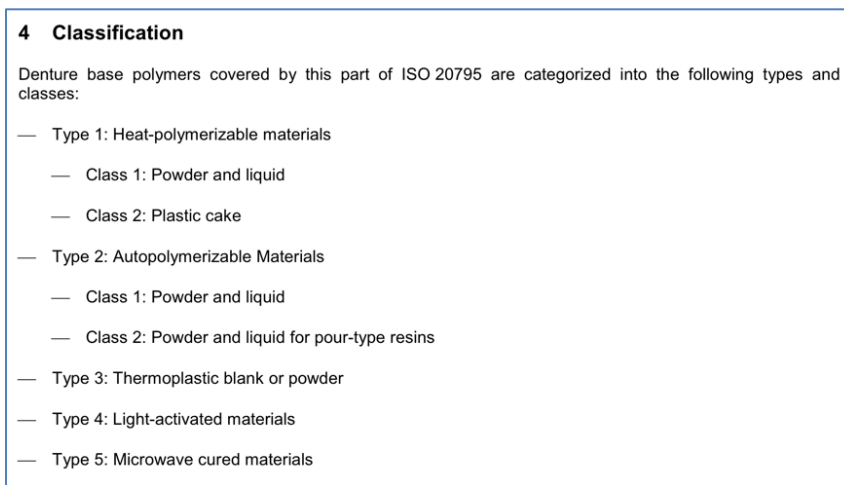 4 Classification
Denture base polymers covered by this part of ISO 20795 are categorized into the following types and
classes:
— Type 1: Heat-polymerizable materials
— Class 1: Powder and liquid
— Class 2: Plastic cake
— Type 2: Autopolymerizable Materials
— Class 1: Powder and liquid
— Class 2: Powder and liquid for pour-type resins
— Type 3: Thermoplastic blank or powder
— Type 4: Light-activated materials
— Type 5: Microwave cured materials